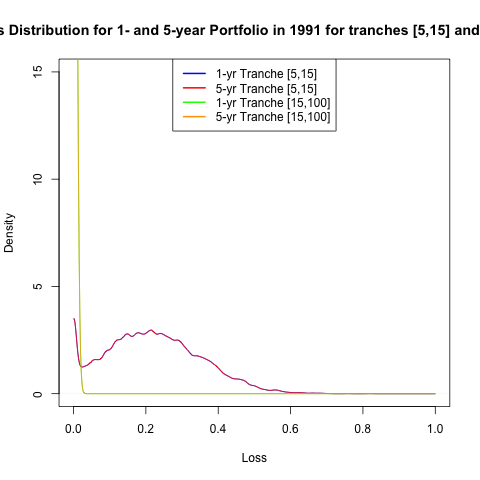 s Distribution for 1- and 5-year Portfolio in 1991 for tranches [5,15] and
15
10
5
0
Density
1-yr Tranche [5,15]
5-yr Tranche [5,15]
1-yr Tranche [15,100]
5-yr Tranche [15,100]
0.0 0.2 0.4 0.6 0.8 1.0
Loss